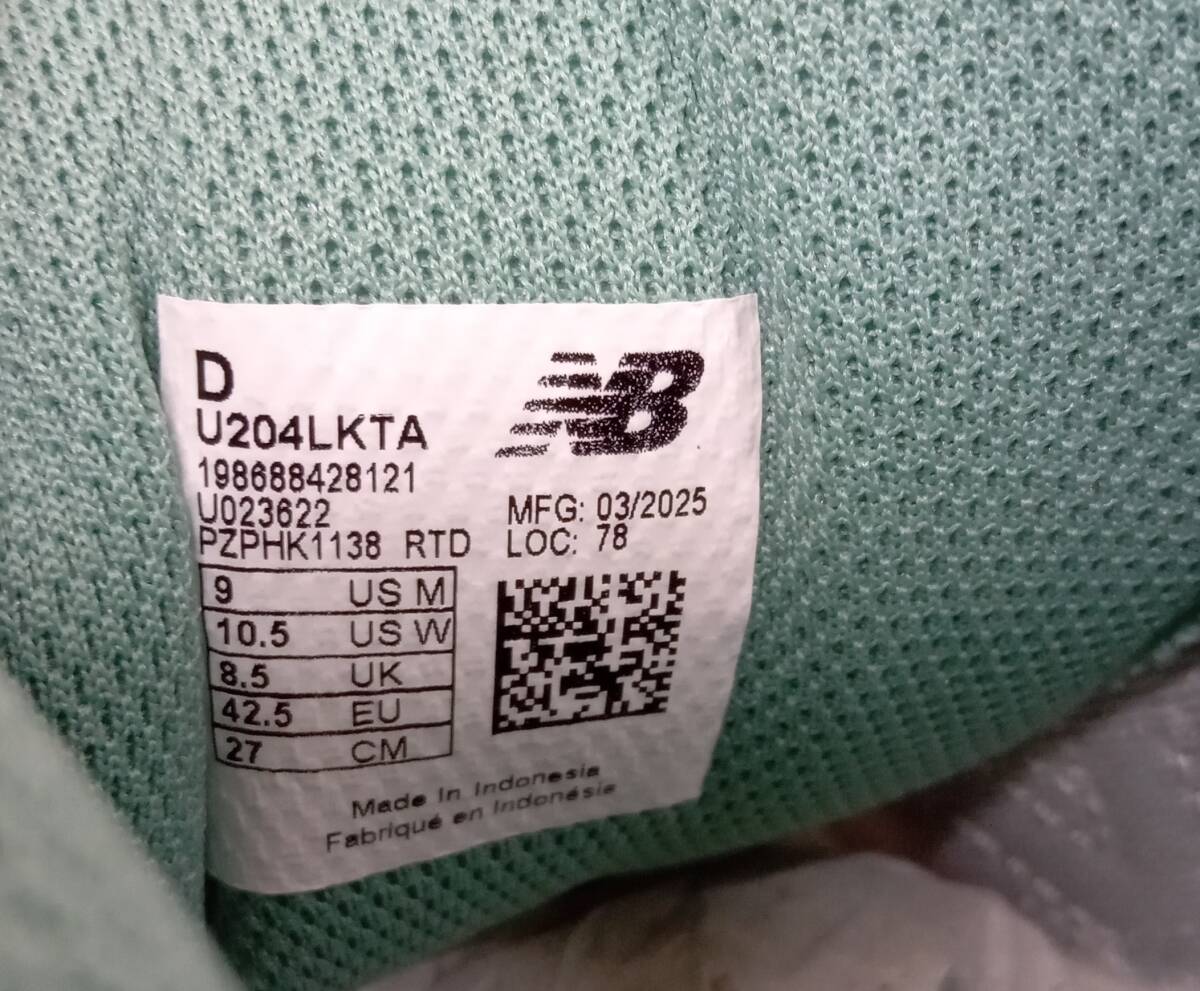 D
NB
U204LKTA
198688428121
U023622
PZPHK1138 RTD
MFG: 03/2025
LOC: 78
9 US M
10.5 US W
8.5 UK
42.5 EU
27 CM
Made In Indonesia
Fabriqué en Indonésie